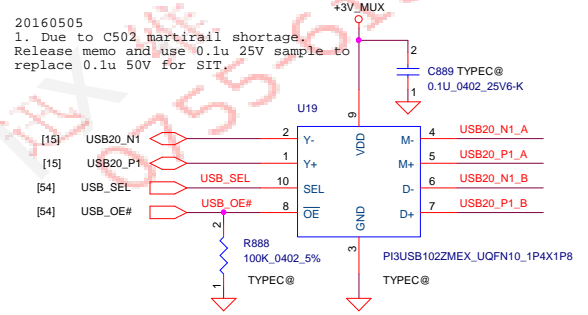 20160505
1. Due to C502 martirail shortage.
Release memo and use 0.1u 25V sample to
replace 0.1u 50V for SIT.
+3V_MUX
2
C889 TYPEC@
0.1U_0402_25V6-K
1
U19
9
[15] USB20_N1 2 Y- VDD M- 4 USB20_N1_A
[15] USB20_P1 1 Y+ M+ 5 USB20_P1_A
[54] USB_SEL USB_SEL 10 SEL D- 6 USB20_N1_B
[54] USB_OE# USB_OE# 8 OE GND D+ 7 USB20_P1_B
2
3
R888
100K_0402_5%
PI3USB102ZMEX_UQFN10_1P4X1P8
1
TYPEC@
TYPEC@
0755-6